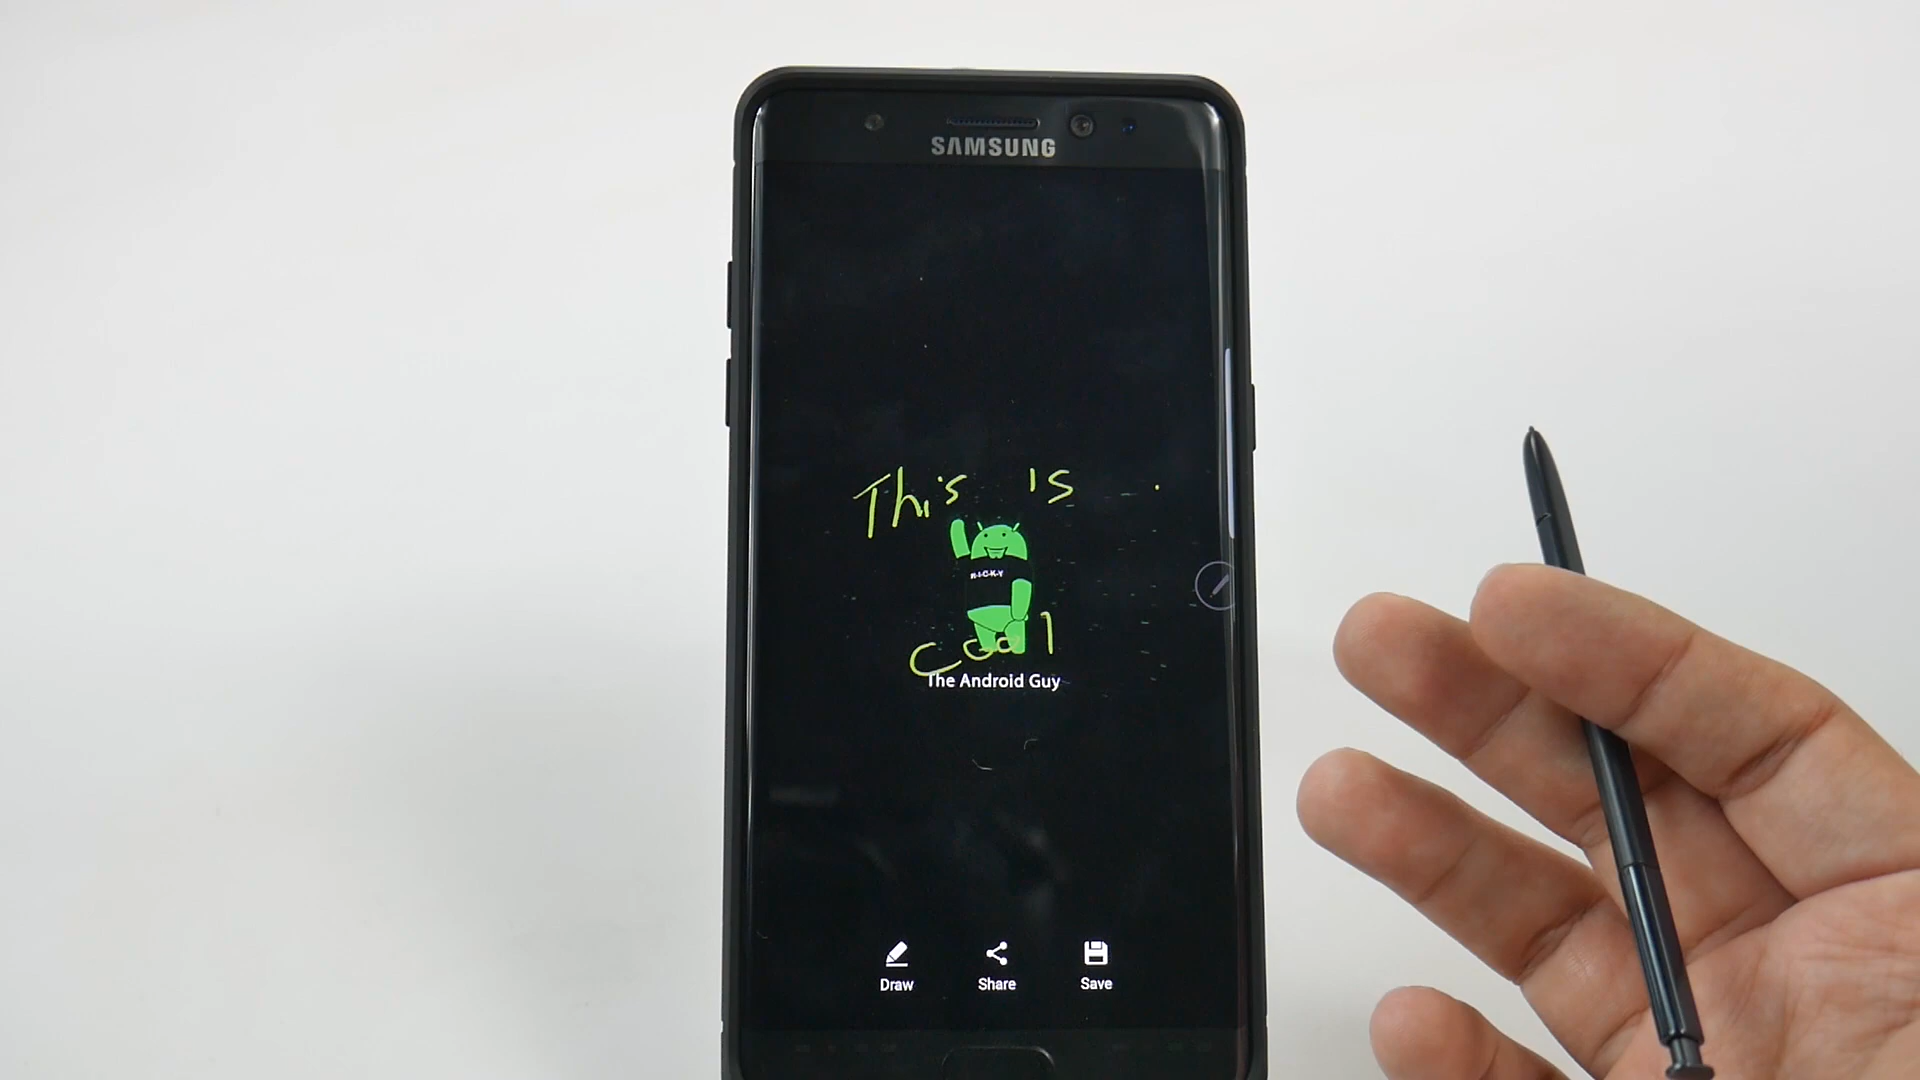 SAMSUNG
This is
R-I-C-K-Y
cool
The Android Guy
Draw
Share
Save